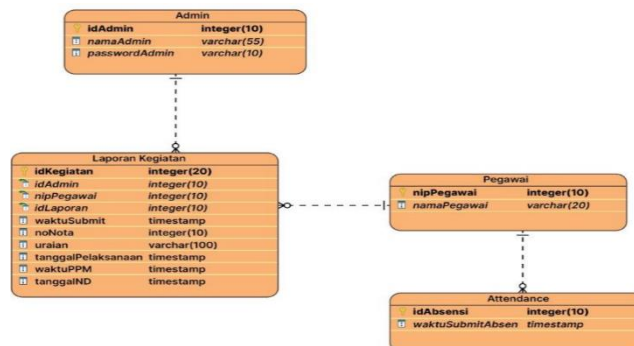 Admin
idAdmin integer(10)
namaAdmin varchar(55)
passwordAdmin varchar(10)
Laporan Kegiatan
idKegiatan integer(20)
idAdmin integer(10)
nipPegawai integer(10)
idLaporan integer(10)
waktuSubmit timestamp
noNota integer(10)
uraian varchar(100)
tanggalPelaksanaan timestamp
waktuPPM timestamp
tanggalND timestamp
Pegawai
nipPegawai integer(10)
namaPegawai varchar(20)
Attendance
idAbsensi integer(10)
waktuSubmitAbsen timestamp